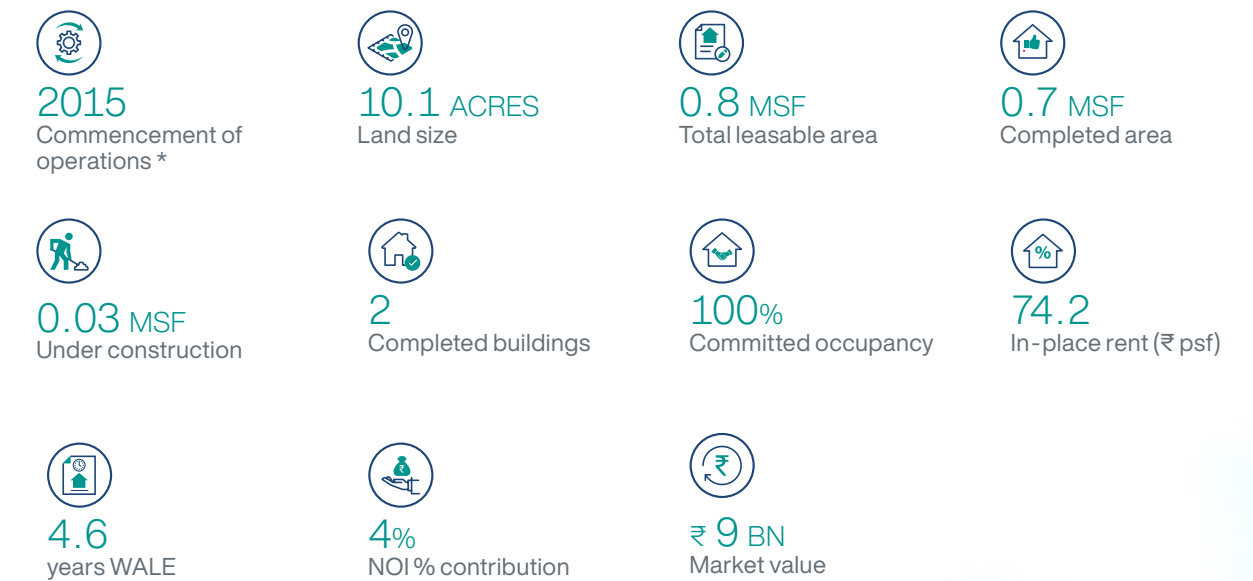 2015
Commencement of
operations *
10.1 ACRES
Land size
0.8 MSF
Total leasable area
0.7 MSF
Completed area
0.03 MSF
Under construction
2
Completed buildings
100%
Committed occupancy
%
74.2
In-place rent (₹ psf)
4.6
years WALE
₹
4%
NOI % contribution
₹
₹ 9 BN
Market value